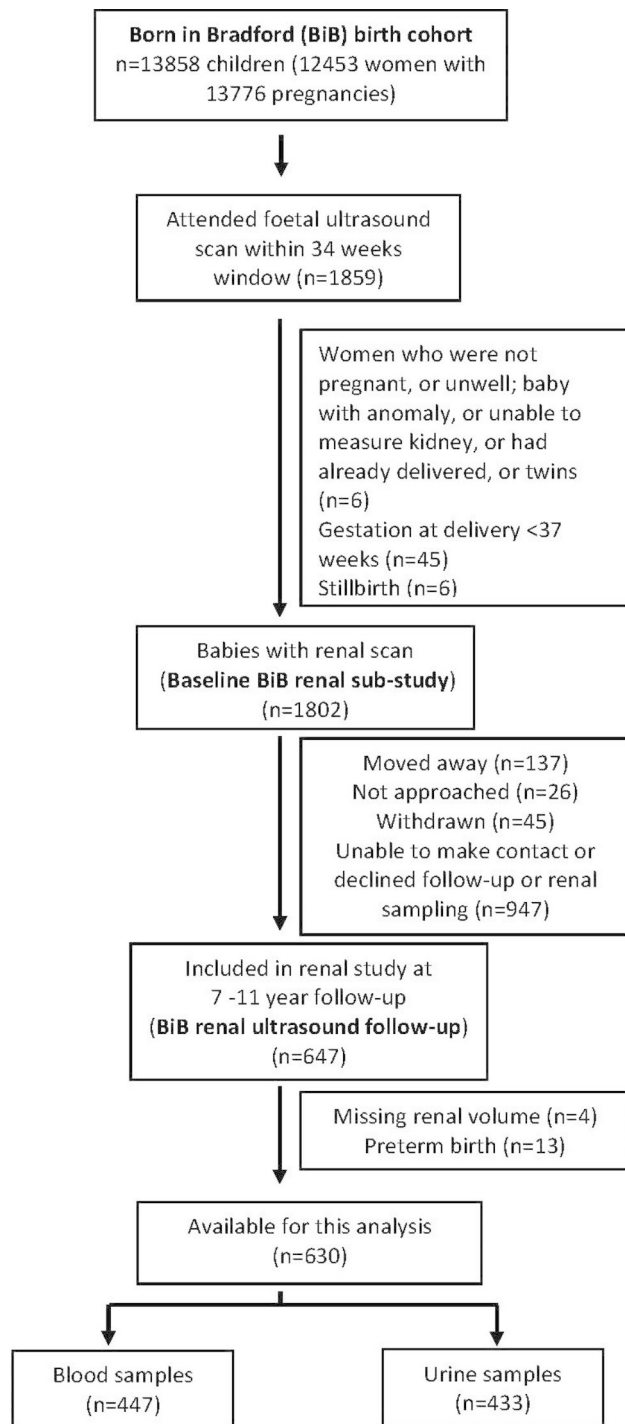 Born in Bradford (BiB) birth cohort
n=13858 children (12453 women with
13776 pregnancies)
Attended foetal ultrasound
scan within 34 weeks
window (n=1859)
Women who were not
pregnant, or unwell; baby
with anomaly, or unable to
measure kidney, or had
already delivered, or twins
(n=6)
Gestation at delivery <37
weeks (n=45)
Stillbirth (n=6)
Babies with renal scan
(Baseline BiB renal sub-study)
(n=1802)
Moved away (n=137)
Not approached (n=26)
Withdrawn (n=45)
Unable to make contact or
declined follow-up or renal
sampling (n=947)
Included in renal study at
7 -11 year follow-up
(BiB renal ultrasound follow-up)
(n=647)
Missing renal volume (n=4)
Preterm birth (n=13)
Available for this analysis
(n=630)
Blood samples
(n=447)
Urine samples
(n=433)